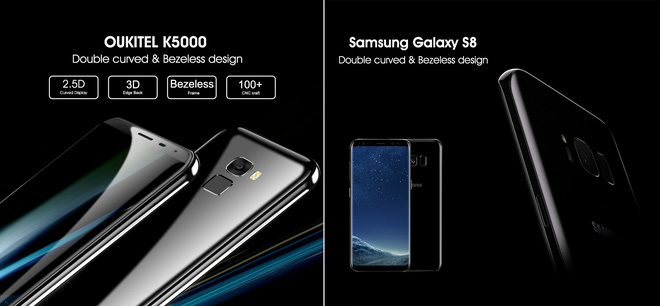 OUKITEL K5000
Double curved & Bezeless design
2.5D
Curved Display
3D
Edge Back
Bezeless
Frame
100+
CNC craft
Samsung Galaxy S8
Double curved & Bezeless design
SAMSUNG